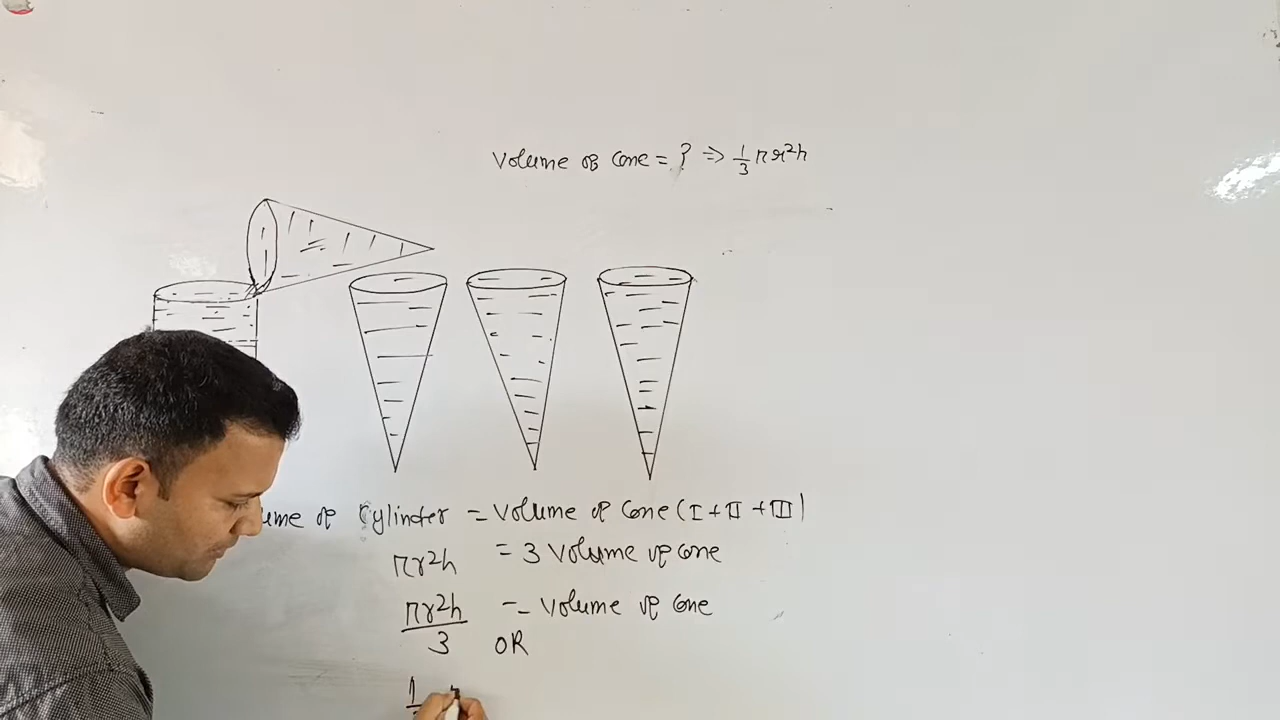 Volume of Cone = ? ⇒ 1/3 πr²h
ume of Cylinder = Volume of Cone (I + II + III)
πr²h = 3 Volume of Cone
πr²h/3 = Volume of Cone
OR
1